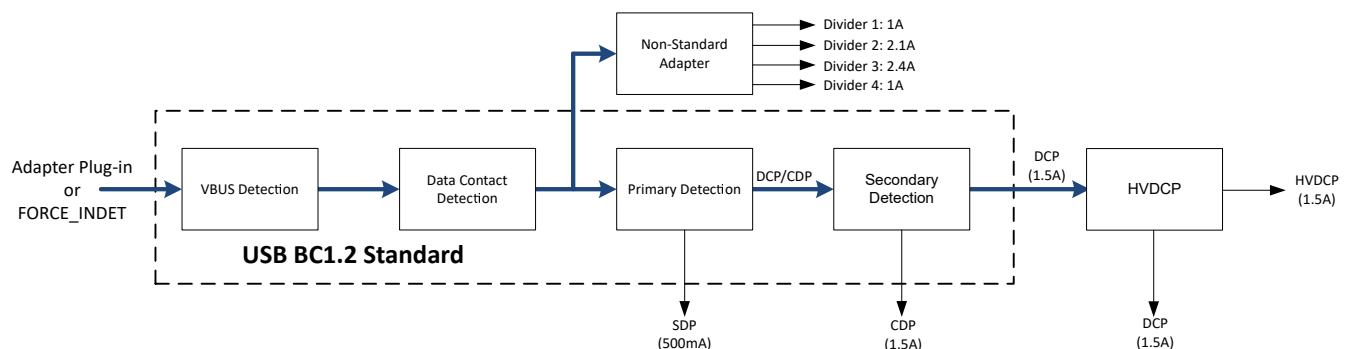 Non-Standard
Adapter
Divider 1: 1A
Divider 2: 2.1A
Divider 3: 2.4A
Divider 4: 1A
Adapter Plug-in
or
FORCE_INDET
VBUS Detection
Data Contact
Detection
Primary Detection
DCP/CDP
Secondary
Detection
DCP
(1.5A)
HVDCP
HVDCP
(1.5A)
USB BC1.2 Standard
SDP
(500mA)
CDP
(1.5A)
DCP
(1.5A)